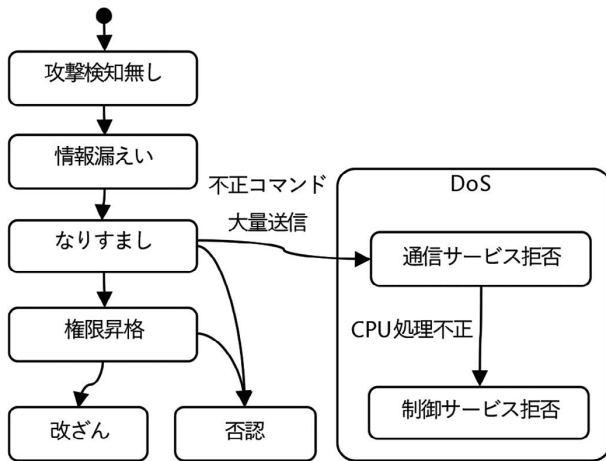 攻撃検知無し
情報漏えい
不正コマンド
大量送信
DoS
なりすまし
通信サービス拒否
CPU処理不正
権限昇格
制御サービス拒否
改ざん
否認